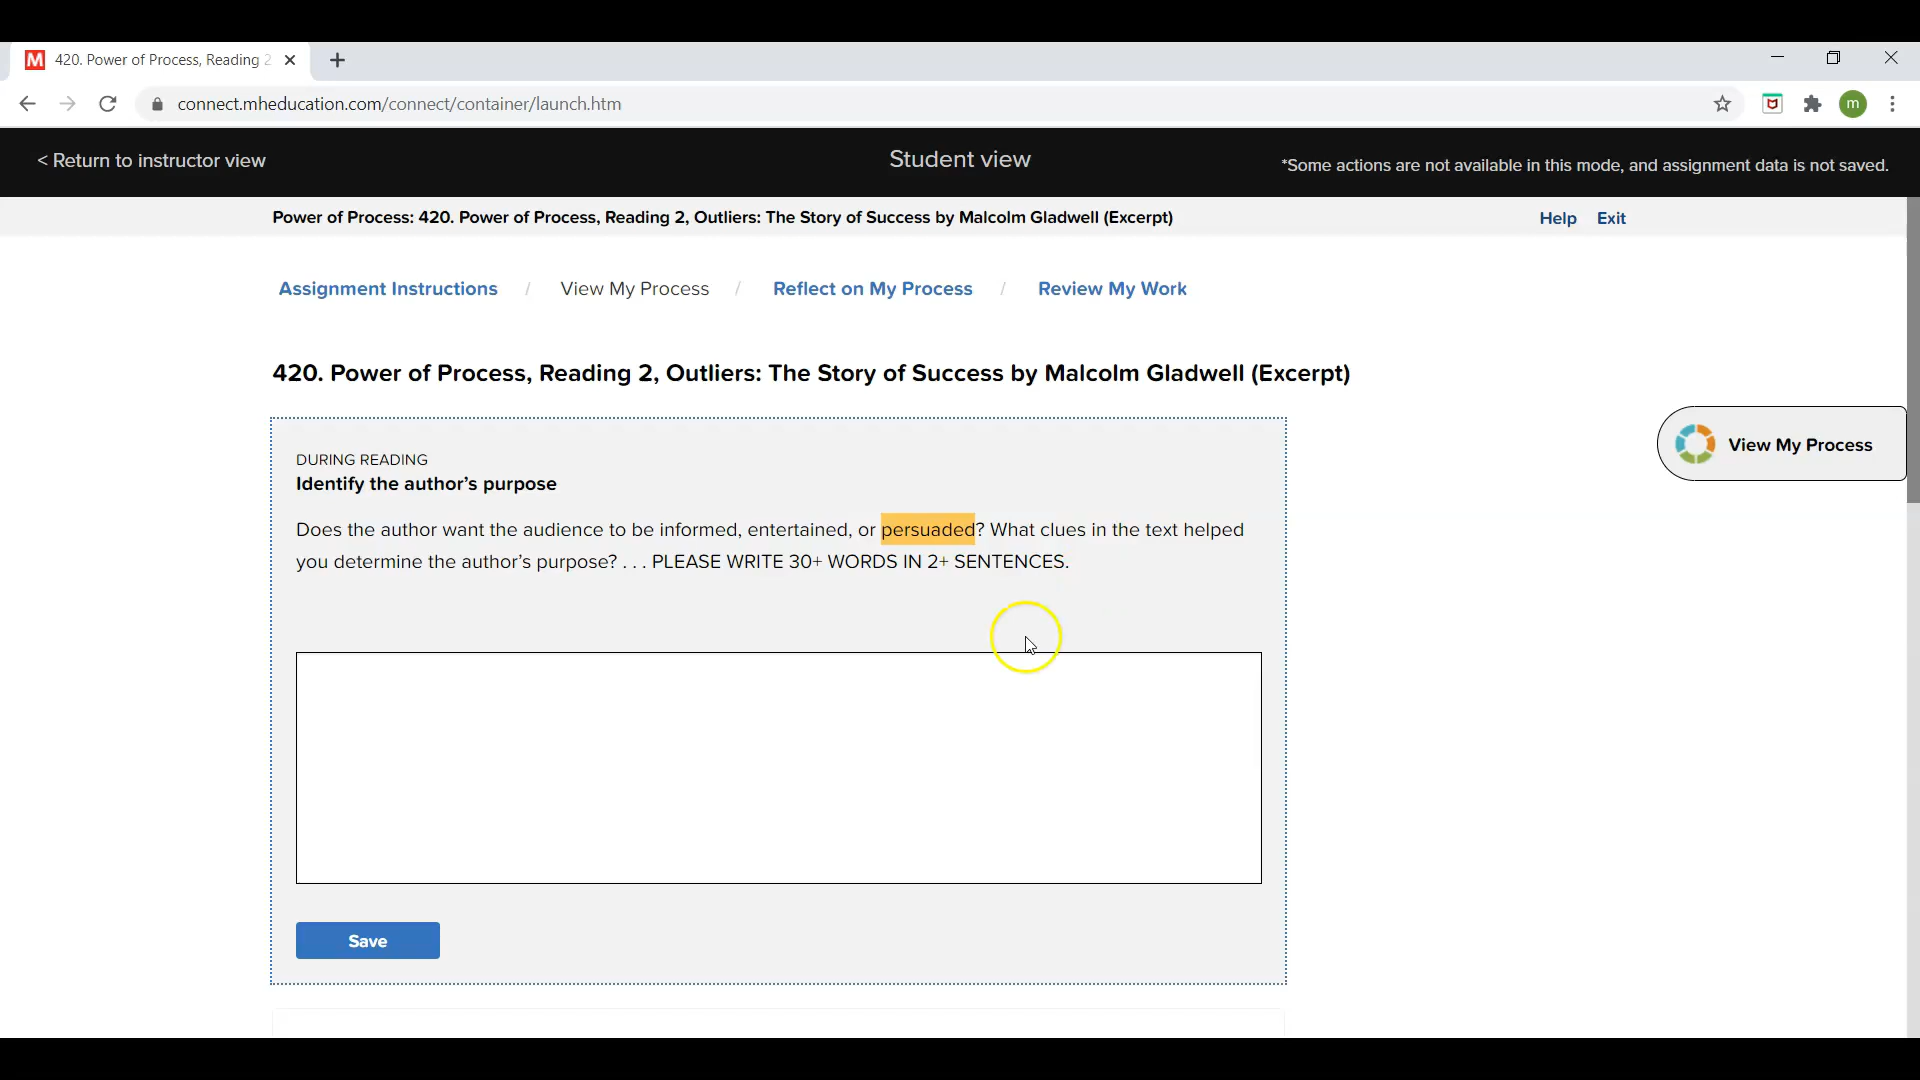 420. Power of Process, Reading 2
connect.mheducation.com/connect/container/launch.htm
m
< Return to instructor view
Student view
*Some actions are not available in this mode, and assignment data is not saved.
Power of Process: 420. Power of Process, Reading 2, Outliers: The Story of Success by Malcolm Gladwell (Excerpt)
Help Exit
Assignment Instructions / View My Process / Reflect on My Process / Review My Work
420. Power of Process, Reading 2, Outliers: The Story of Success by Malcolm Gladwell (Excerpt)
View My Process
DURING READING
Identify the author’s purpose
Does the author want the audience to be informed, entertained, or persuaded? What clues in the text helped
you determine the author’s purpose? . . . PLEASE WRITE 30+ WORDS IN 2+ SENTENCES.
Save